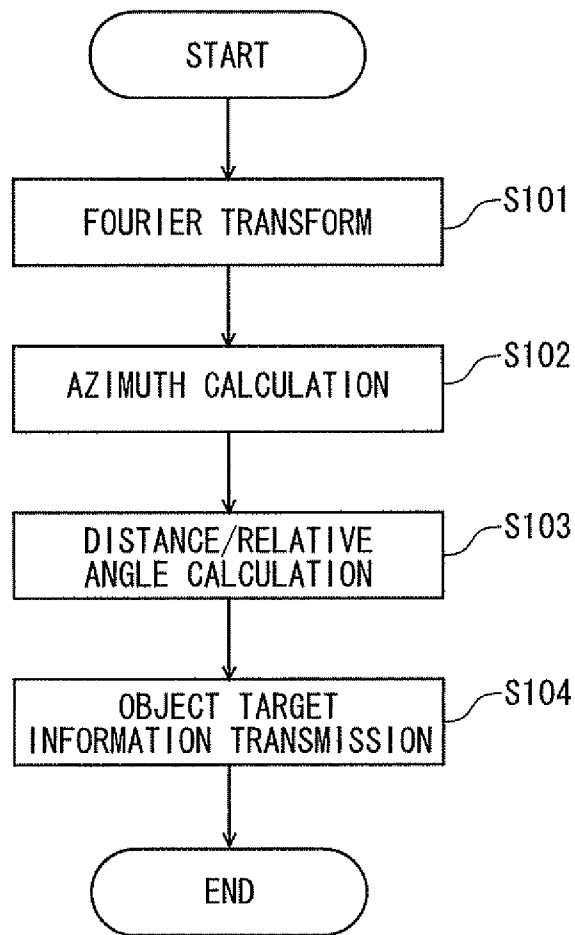 START
FOURIER TRANSFORM
S101
AZIMUTH CALCULATION
S102
DISTANCE/RELATIVE
ANGLE CALCULATION
S103
OBJECT TARGET
INFORMATION TRANSMISSION
S104
END